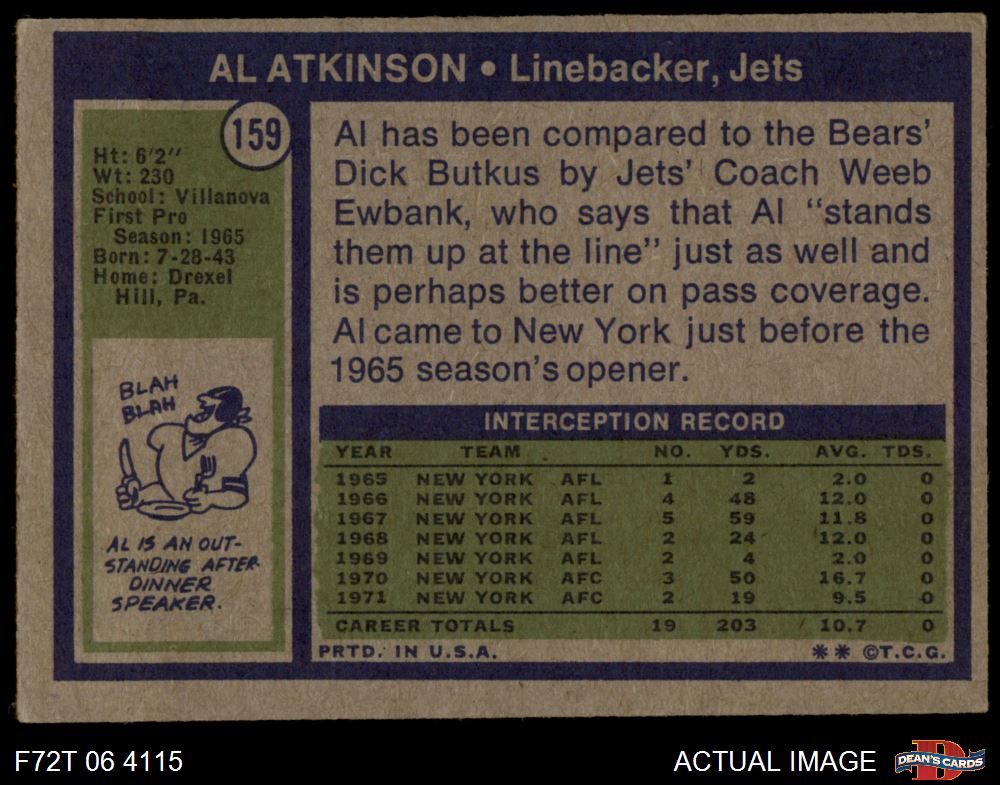 AL ATKINSON • Linebacker, Jets
159
Ht: 6'2"
Wt: 230
School: Villanova
First Pro
Season: 1965
Born: 7-28-43
Home: Drexel
Hill, Pa.
BLAH
BLAH
AL IS AN OUT-
STANDING AFTER-
DINNER
SPEAKER.
Al has been compared to the Bears'
Dick Butkus by Jets' Coach Weeb
Ewbank, who says that Al "stands
them up at the line" just as well and
is perhaps better on pass coverage.
Al came to New York just before the
1965 season's opener.
INTERCEPTION RECORD
YEAR TEAM NO. YDS. AVG. TDS.
1965 NEW YORK AFL 1 2 2.0 0
1966 NEW YORK AFL 4 48 12.0 0
1967 NEW YORK AFL 5 59 11.8 0
1968 NEW YORK AFL 2 24 12.0 0
1969 NEW YORK AFL 2 4 2.0 0
1970 NEW YORK AFC 3 50 16.7 0
1971 NEW YORK AFC 2 19 9.5 0
CAREER TOTALS 19 203 10.7 0
PRTD. IN U.S.A. ** ©T.C.G.
F72T 06 4115 ACTUAL IMAGE D DEAN'S CARDS